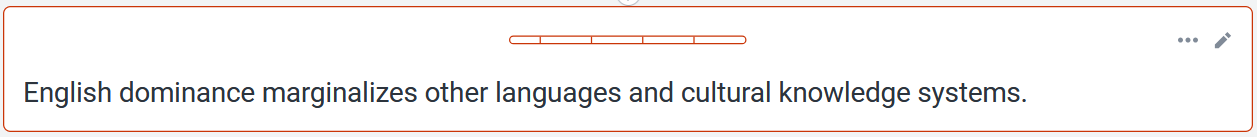 English dominance marginalizes other languages and cultural knowledge systems.